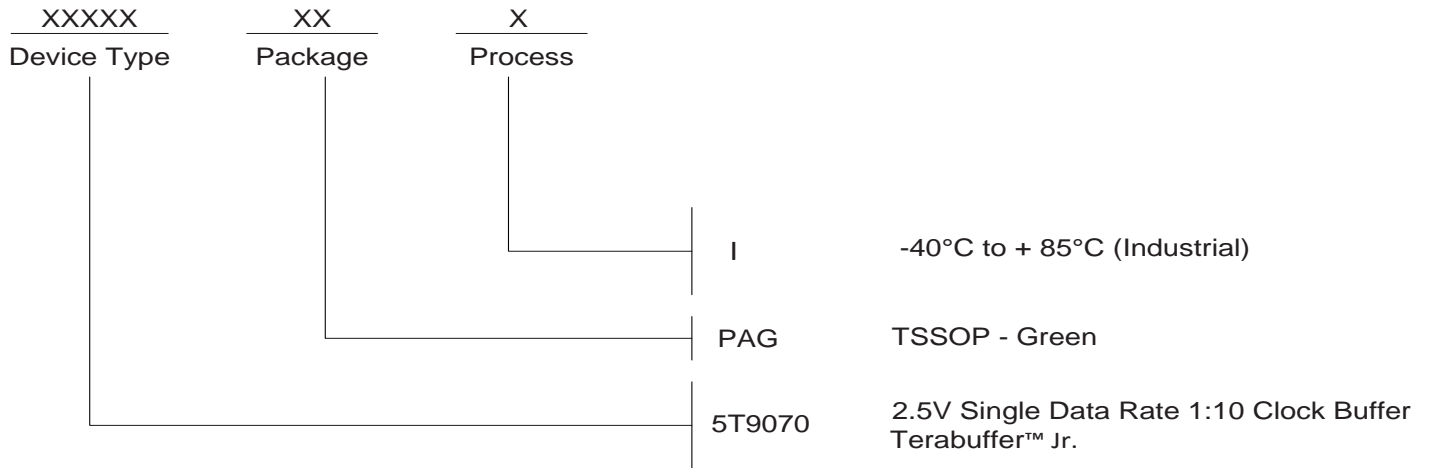 XXXXX XX X
Device Type Package Process
I -40°C to + 85°C (Industrial)
PAG TSSOP - Green
5T9070 2.5V Single Data Rate 1:10 Clock Buffer
Terabuffer™ Jr.